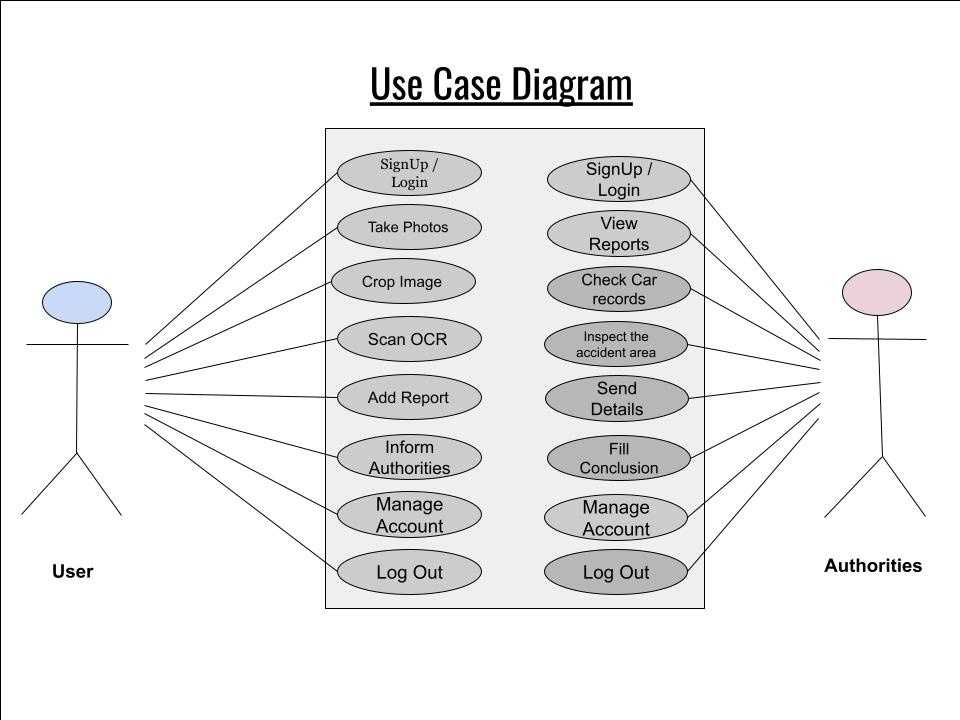 Use Case Diagram
SignUp /
Login
Take Photos
Crop Image
Scan OCR
Add Report
Inform
Authorities
Manage
Account
Log Out
SignUp /
Login
View
Reports
Check Car
records
Inspect the
accident area
Send
Details
Fill
Conclusion
Manage
Account
Log Out
User
Authorities